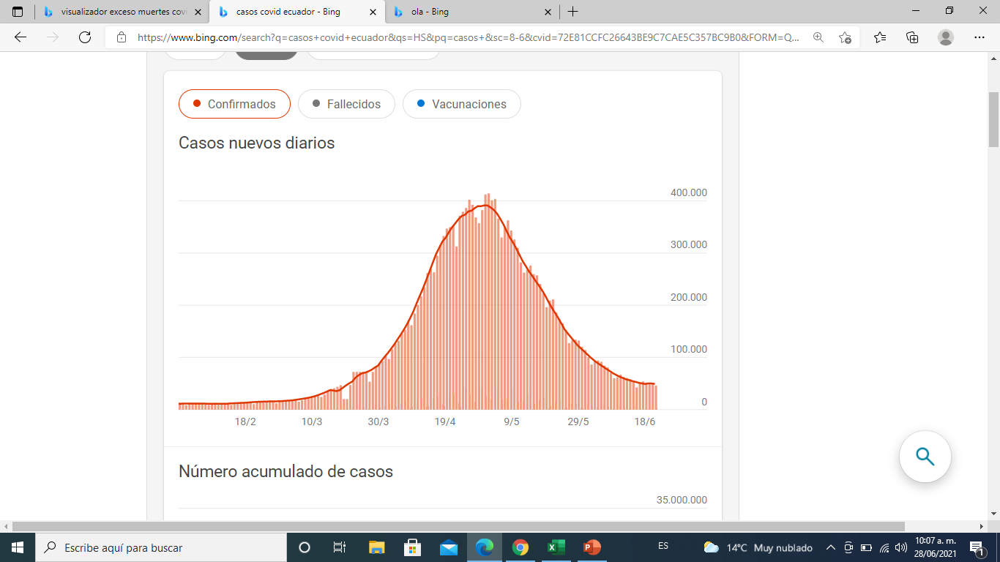 visualizador exceso muertes covi
casos covid ecuador - Bing
ola - Bing
https://www.bing.com/search?q=casos+covid+ecuador&qs=HS&pq=casos+&sc=8-6&cvid=72E81CCFC26643BE9C7CAE5C357BC9B0&FORM=Q...
Confirmados
Fallecidos
Vacunaciones
Casos nuevos diarios
400.000
300.000
200.000
100.000
0
18/2 10/3 30/3 19/4 9/5 29/5 18/6
Número acumulado de casos
35.000.000
Escribe aquí para buscar
ES
14°C Muy nublado
10:07 a. m.
28/06/2021
1